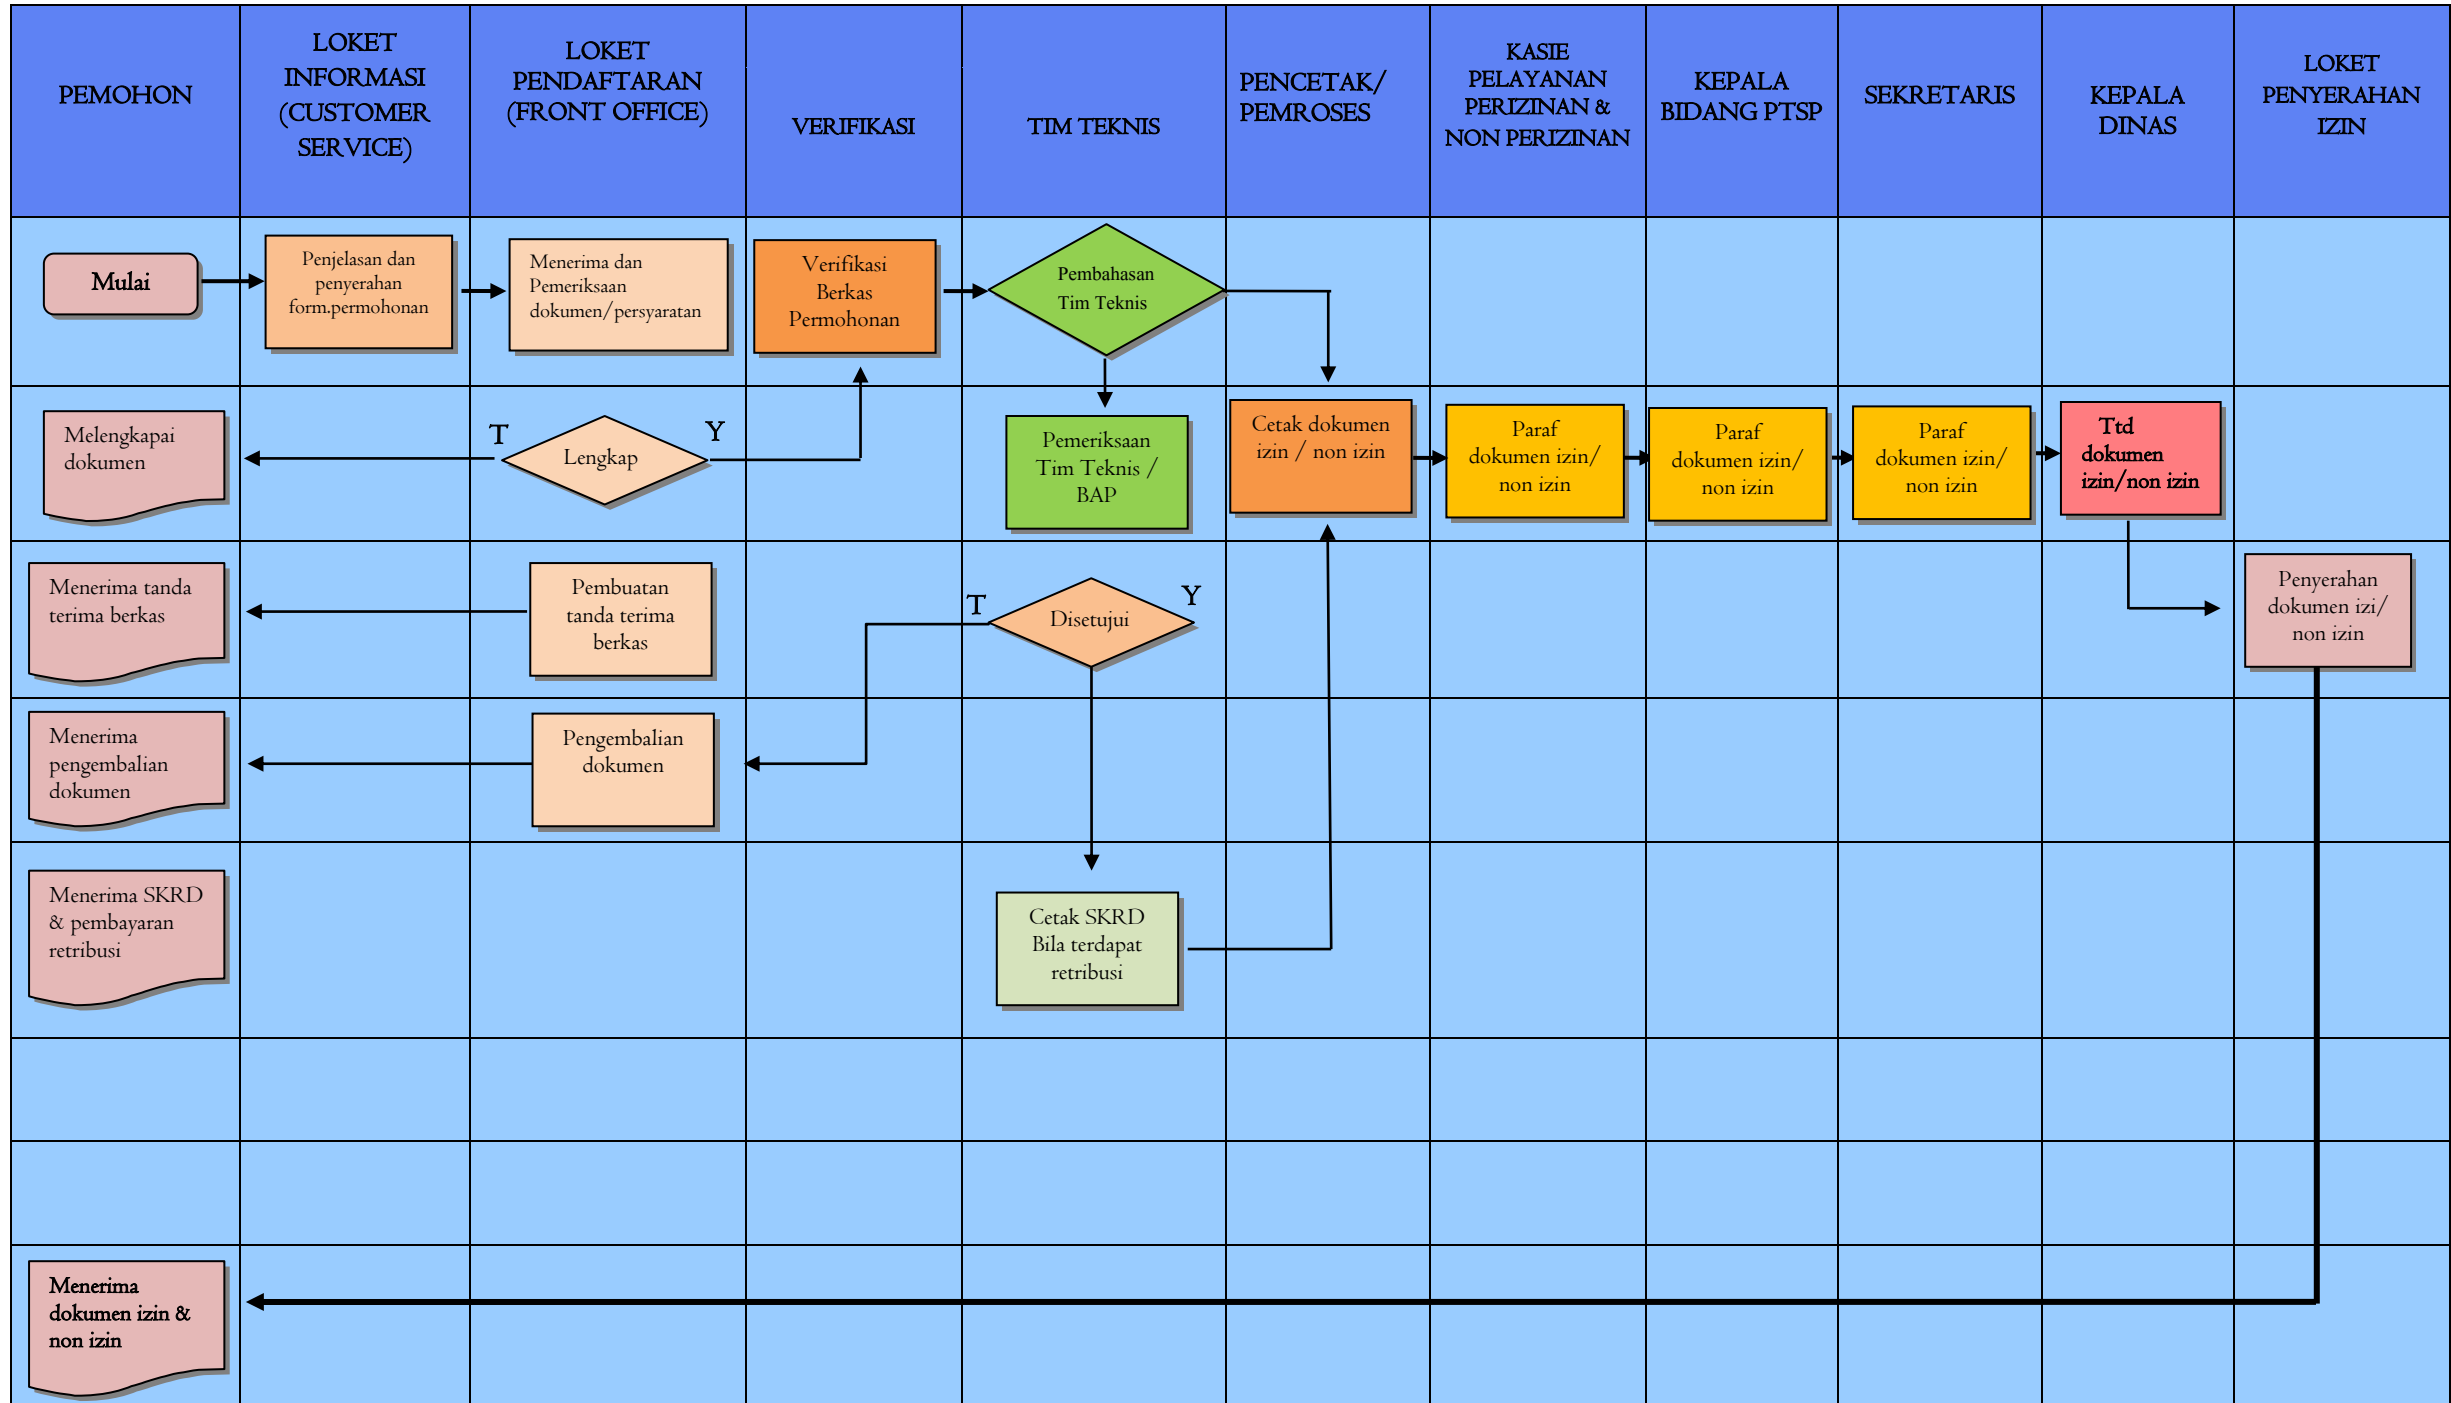 PEMOHON
LOKET
INFORMASI
(CUSTOMER
SERVICE)
LOKET
PENDAFTARAN
(FRONT OFFICE)
VERIFIKASI
TIM TEKNIS
PENCETAK/
PEMROSES
KASIE
PELAYANAN
PERIZINAN &
NON PERIZINAN
KEPALA
BIDANG PTSP
SEKRETARIS
KEPALA
DINAS
LOKET
PENYERAHAN
IZIN
Mulai
Penjelasan dan
penyerahan
form.permohonan
Menerima dan
Pemeriksaan
dokumen/persyaratan
Verifikasi
Berkas
Permohonan
Pembahasan
Tim Teknis
Melengkapai
dokumen
T
Lengkap
Y
Pemeriksaan
Tim Teknis /
BAP
Cetak dokumen
izin / non izin
Paraf
dokumen izin/
non izin
Paraf
dokumen izin/
non izin
Paraf
dokumen izin/
non izin
Ttd
dokumen
izin/non izin
Menerima tanda
terima berkas
Pembuatan
tanda terima
berkas
T
Disetujui
Y
Penyerahan
dokumen izi/
non izin
Menerima
pengembalian
dokumen
Pengembalian
dokumen
Menerima SKRD
& pembayaran
retribusi
Cetak SKRD
Bila terdapat
retribusi
Menerima
dokumen izin &
non izin